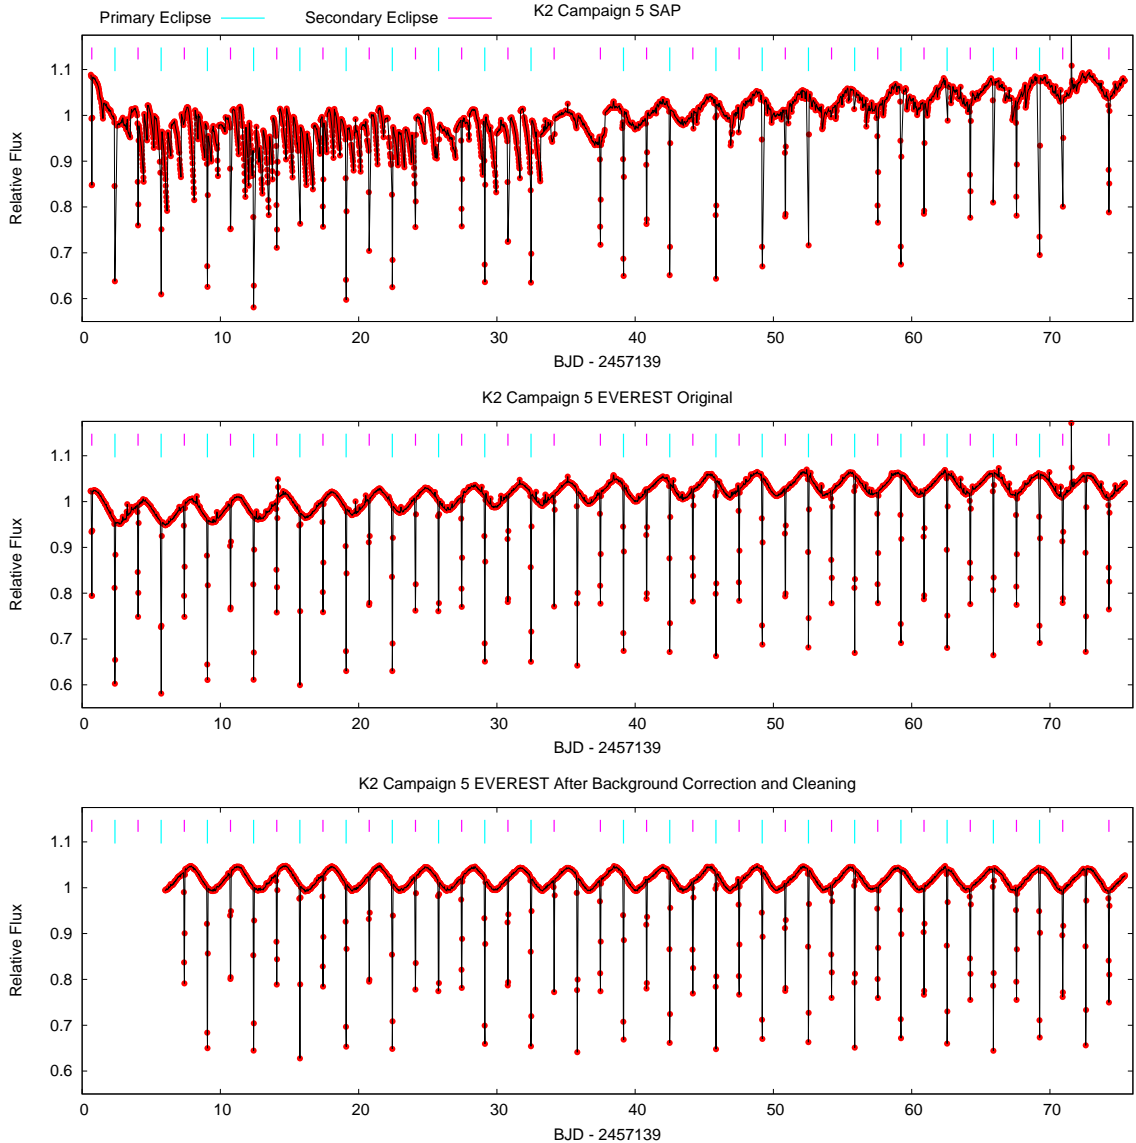 K2 Campaign 5 SAP
Primary Eclipse Secondary Eclipse
1.1
1
0.9
0.8
0.7
0.6
Relative Flux
0 10 20 30 40 50 60 70
BJD - 2457139
K2 Campaign 5 EVEREST Original
1.1
1
0.9
0.8
0.7
0.6
Relative Flux
0 10 20 30 40 50 60 70
BJD - 2457139
K2 Campaign 5 EVEREST After Background Correction and Cleaning
1.1
1
0.9
0.8
0.7
0.6
Relative Flux
0 10 20 30 40 50 60 70
BJD - 2457139